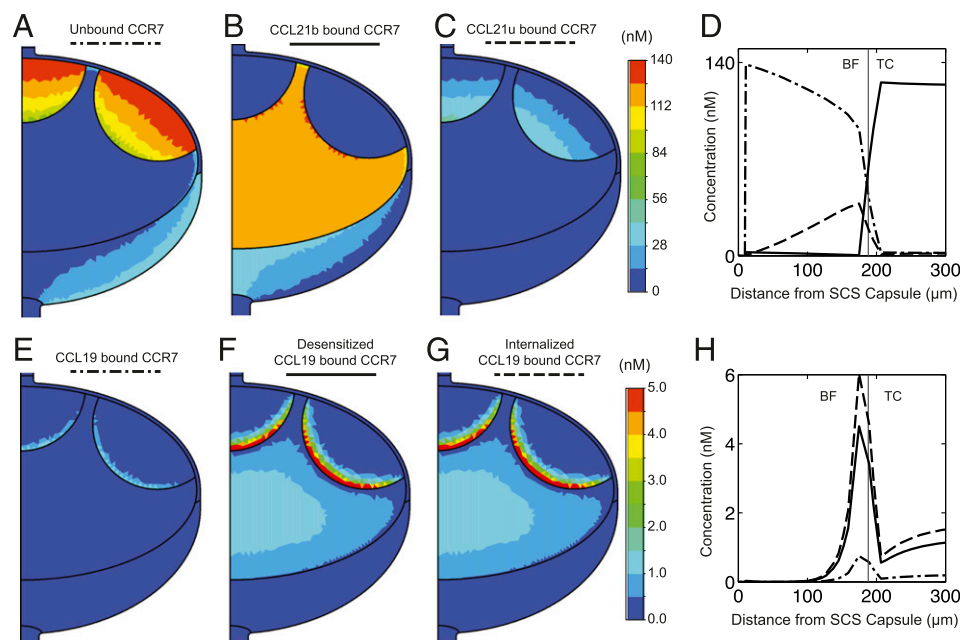 A
Unbound CCR7
B
CCL21b bound CCR7
C
CCL21u bound CCR7
(nM)
140
112
84
56
28
0
D
140
0
BF
TC
Concentration (nM)
0
100
200
300
Distance from SCS Capsule (μm)
E
CCL19 bound CCR7
F
Desensitized
CCL19 bound CCR7
G
Internalized
CCL19 bound CCR7
(nM)
5.0
4.0
3.0
2.0
1.0
0.0
H
6
4
2
0
BF
TC
Concentration (nM)
0
100
200
300
Distance from SCS Capsule (μm)